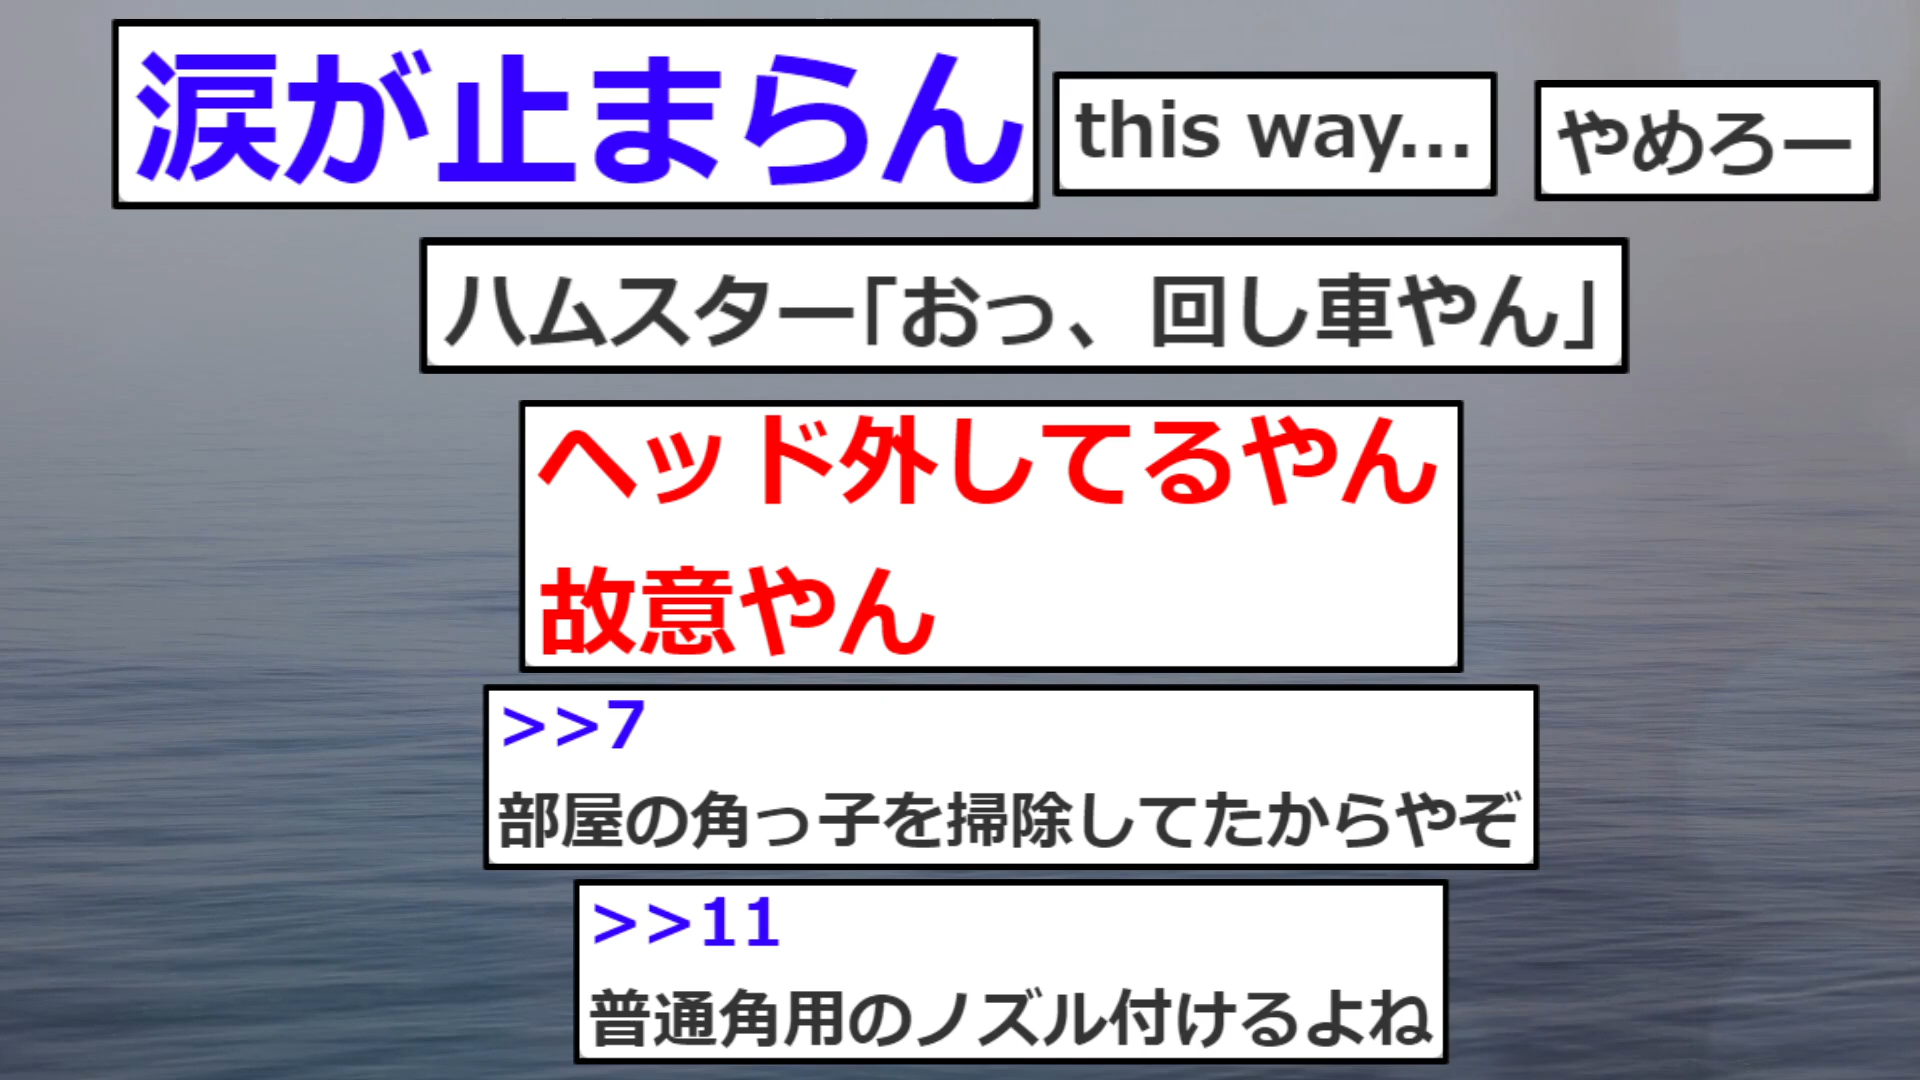 涙が止まらん
this way...
やめろー
ハムスター「おっ、回し車やん」
ヘッド外してるやん
故意やん
>>7
部屋の角っ子を掃除してたからやぞ
>>11
普通角用のノズル付けるよね